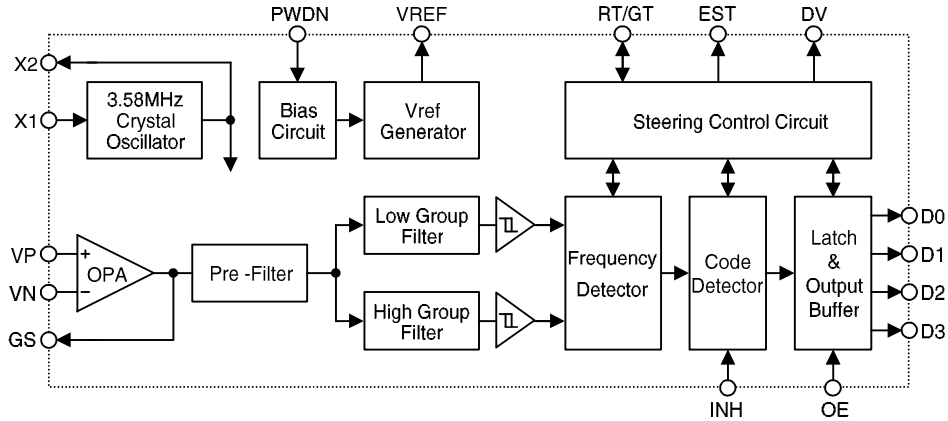 PWDN
VREF
RT/GT
EST
DV
X2
X1
3.58MHz
Crystal
Oscillator
Bias
Circuit
Vref
Generator
Steering Control Circuit
VP
VN
GS
+
−
OPA
Pre -Filter
Low Group
Filter
High Group
Filter
Frequency
Detector
Code
Detector
Latch
&
Output
Buffer
D0
D1
D2
D3
INH
OE